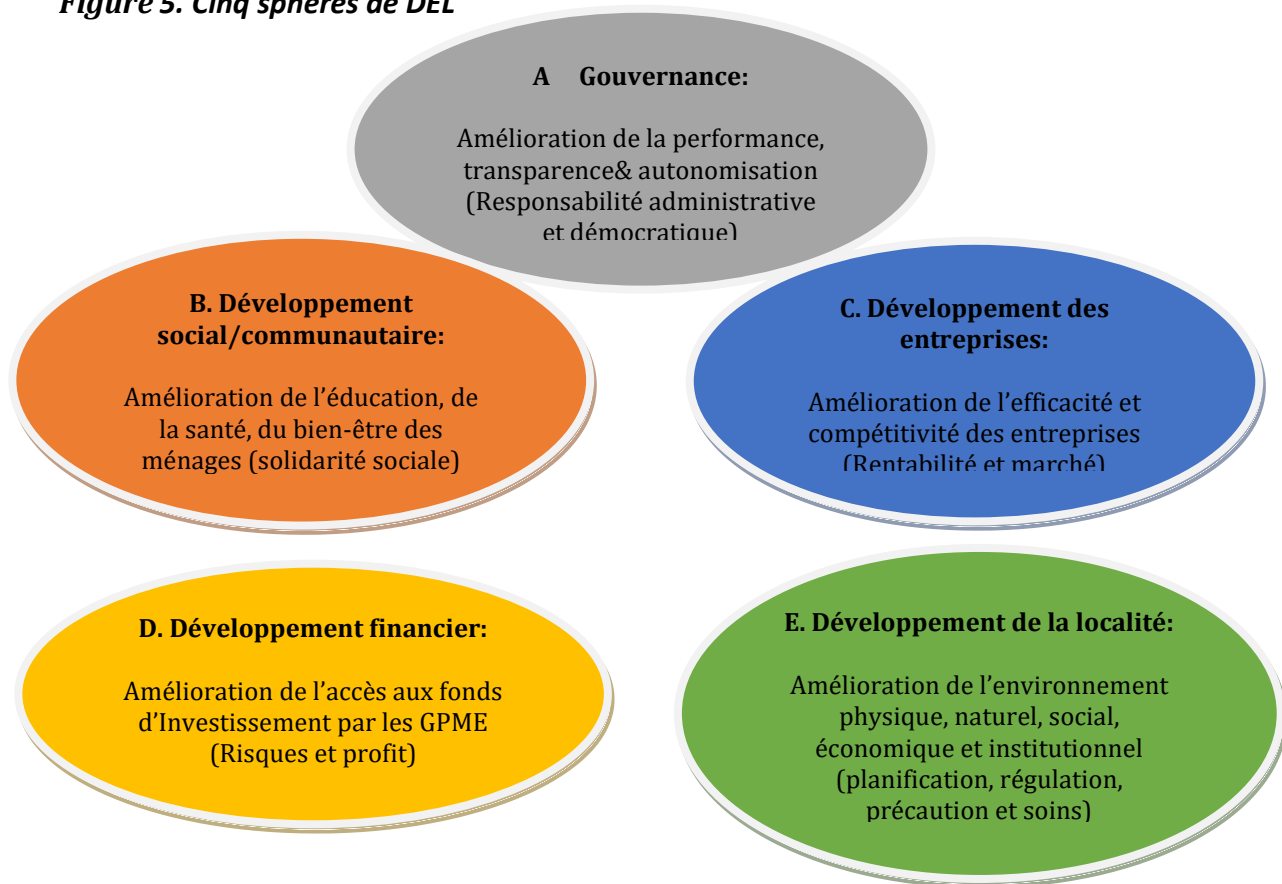 Figure 5. Cinq sphères de DEL
A Gouvernance:
Amélioration de la performance,
transparence& autonomisation
(Responsabilité administrative
et démocratique)
B. Développement
social/communautaire:
Amélioration de l’éducation, de
la santé, du bien-être des
ménages (solidarité sociale)
C. Développement des
entreprises:
Amélioration de l’efficacité et
compétitivité des entreprises
(Rentabilité et marché)
D. Développement financier:
Amélioration de l’accès aux fonds
d’Investissement par les GPME
(Risques et profit)
E. Développement de la localité:
Amélioration de l’environnement
physique, naturel, social,
économique et institutionnel
(planification, régulation,
précaution et soins)